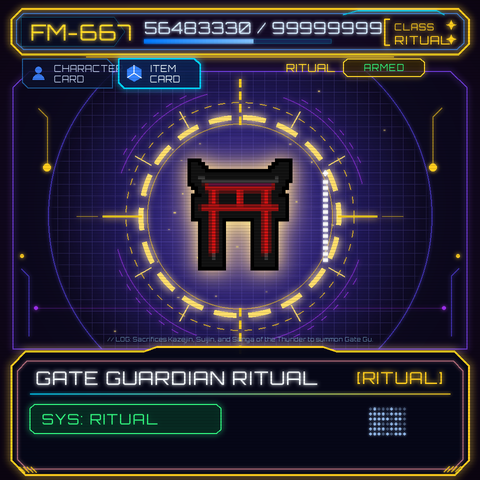 FM-667
56483330 / 99999999
CLASS
RITUAL
CHARACTER
CARD
ITEM
CARD
RITUAL
ARMED
// LOG: Sacrifices Kazejin, Suijin, and Sanga of the Thunder to summon Gate Gu
GATE GUARDIAN RITUAL
[RITUAL]
SYS: RITUAL